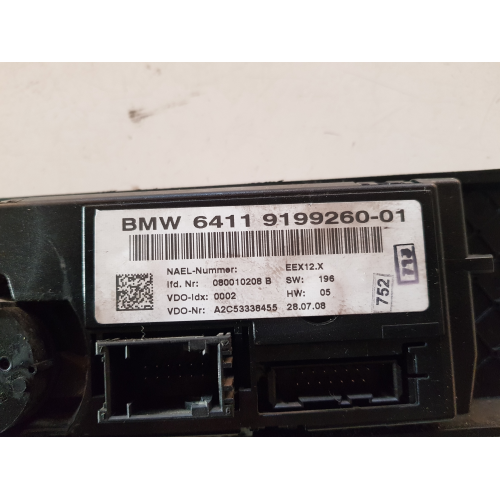 BMW 6411 9199260-01
NAEL-Nummer: EEX12.X
lfd. Nr: 080010208 B SW: 196
VDO-Idx: 0002 HW: 05
VDO-Nr: A2C53338455 28.07.08
752
712